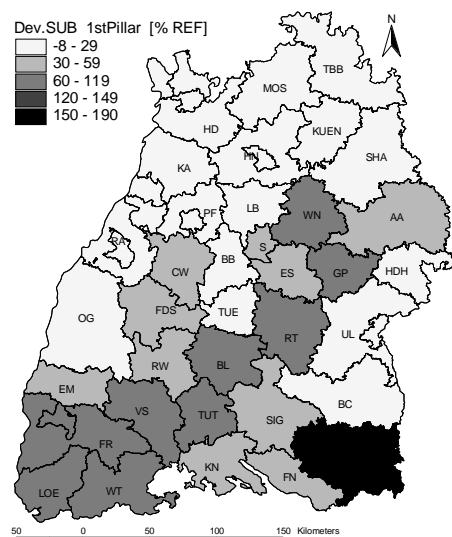 Dev.SUB 1stPillar [% REF]
-8 - 29
30 - 59
60 - 119
120 - 149
150 - 190
N
TBB
MOS
HD
KUEN
HN
SHA
KA
PF
LB
WN
AA
RA
S
CW
BB
ES
GP
HDH
OG
FDS
TUE
RT
UL
RW
BL
EM
BC
VS
TUT
SIG
FR
KN
FN
LOE
WT
50 0 50 100 150 Kilometers